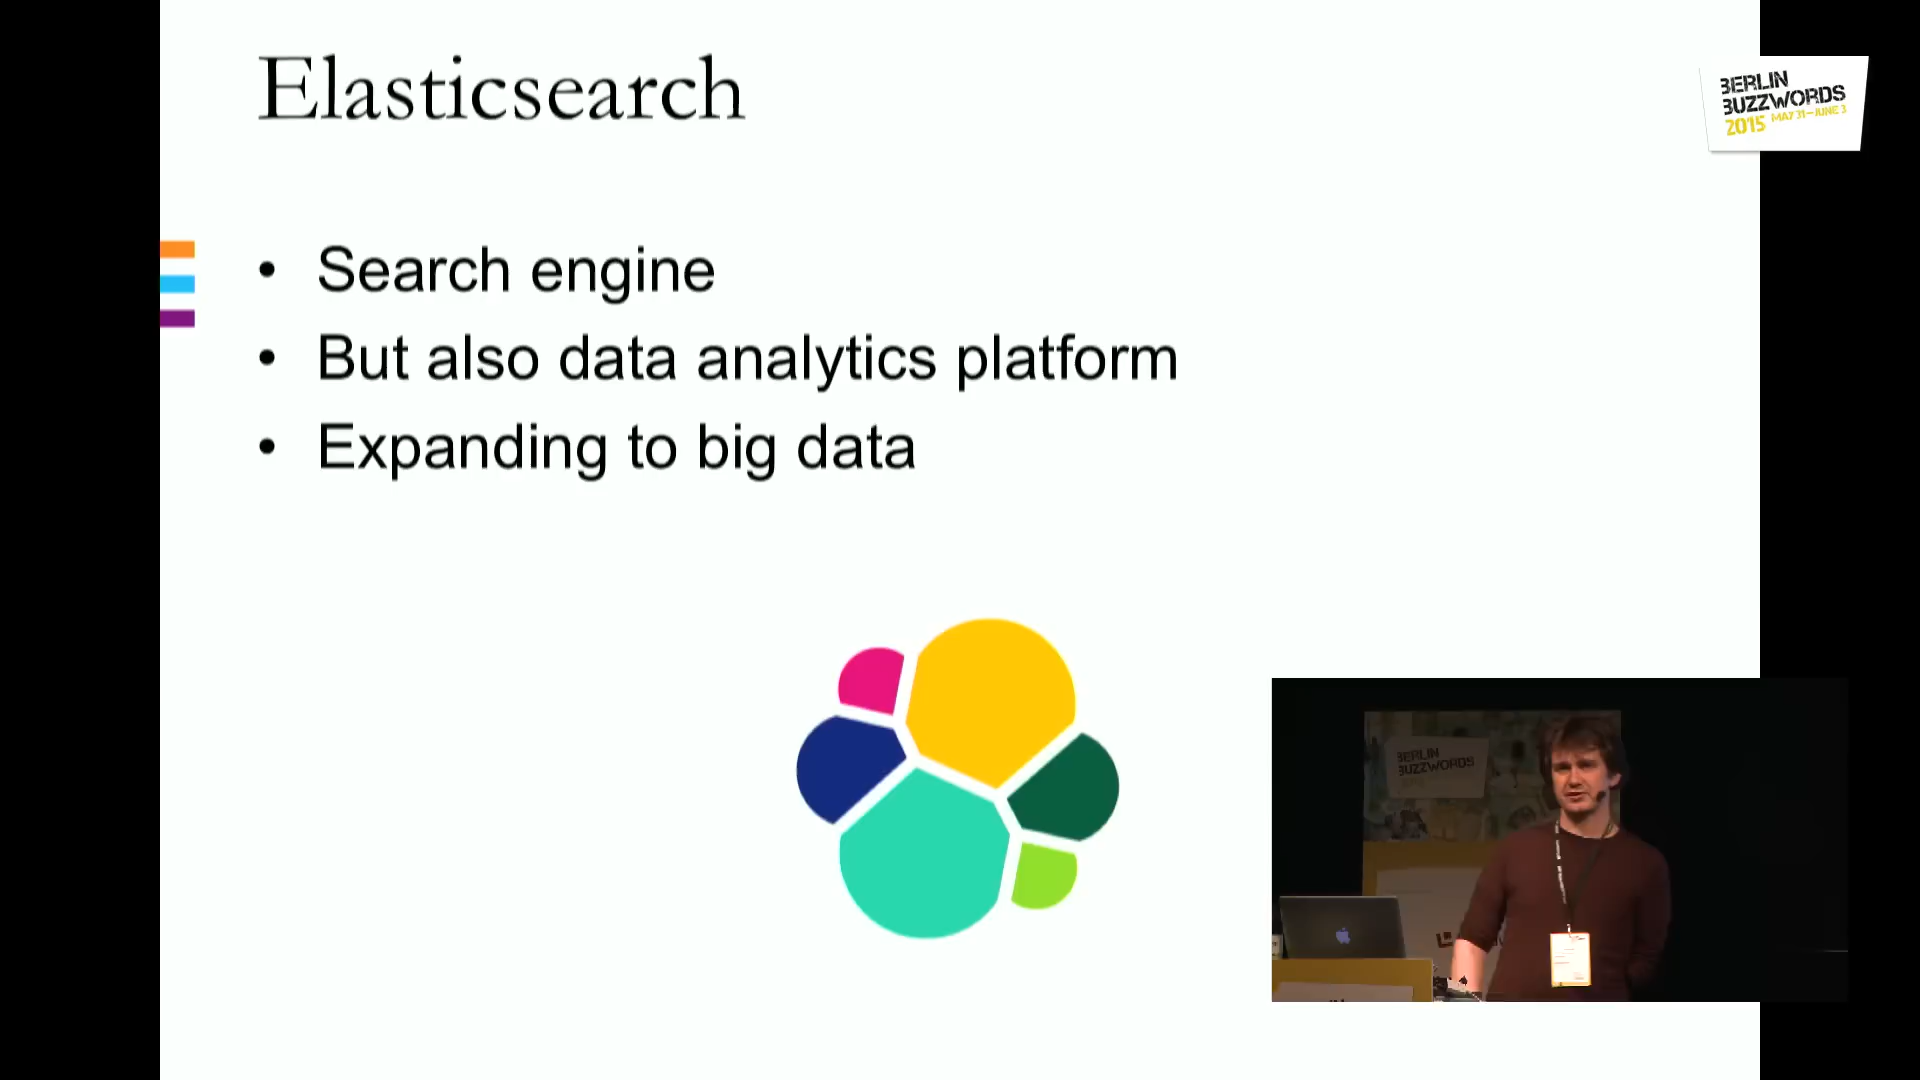 Elasticsearch
BERLIN
BUZZWORDS
2015 MAY 31–JUNE 3
• Search engine
• But also data analytics platform
• Expanding to big data
BERLIN
BUZZWORDS